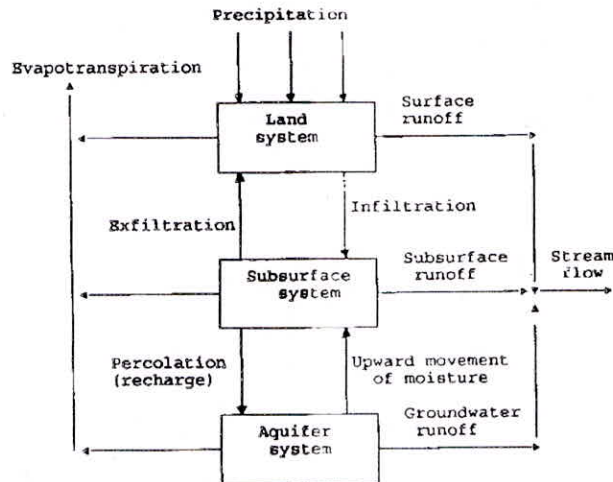 Precipitation
Evapotranspiration
Land
system
Surface
runoff
Exfiltration
Infiltration
Subsurface
system
Subsurface
runoff
Stream
flow
Percolation
(recharge)
Upward movement
of moisture
Aquifer
system
Groundwater
runoff